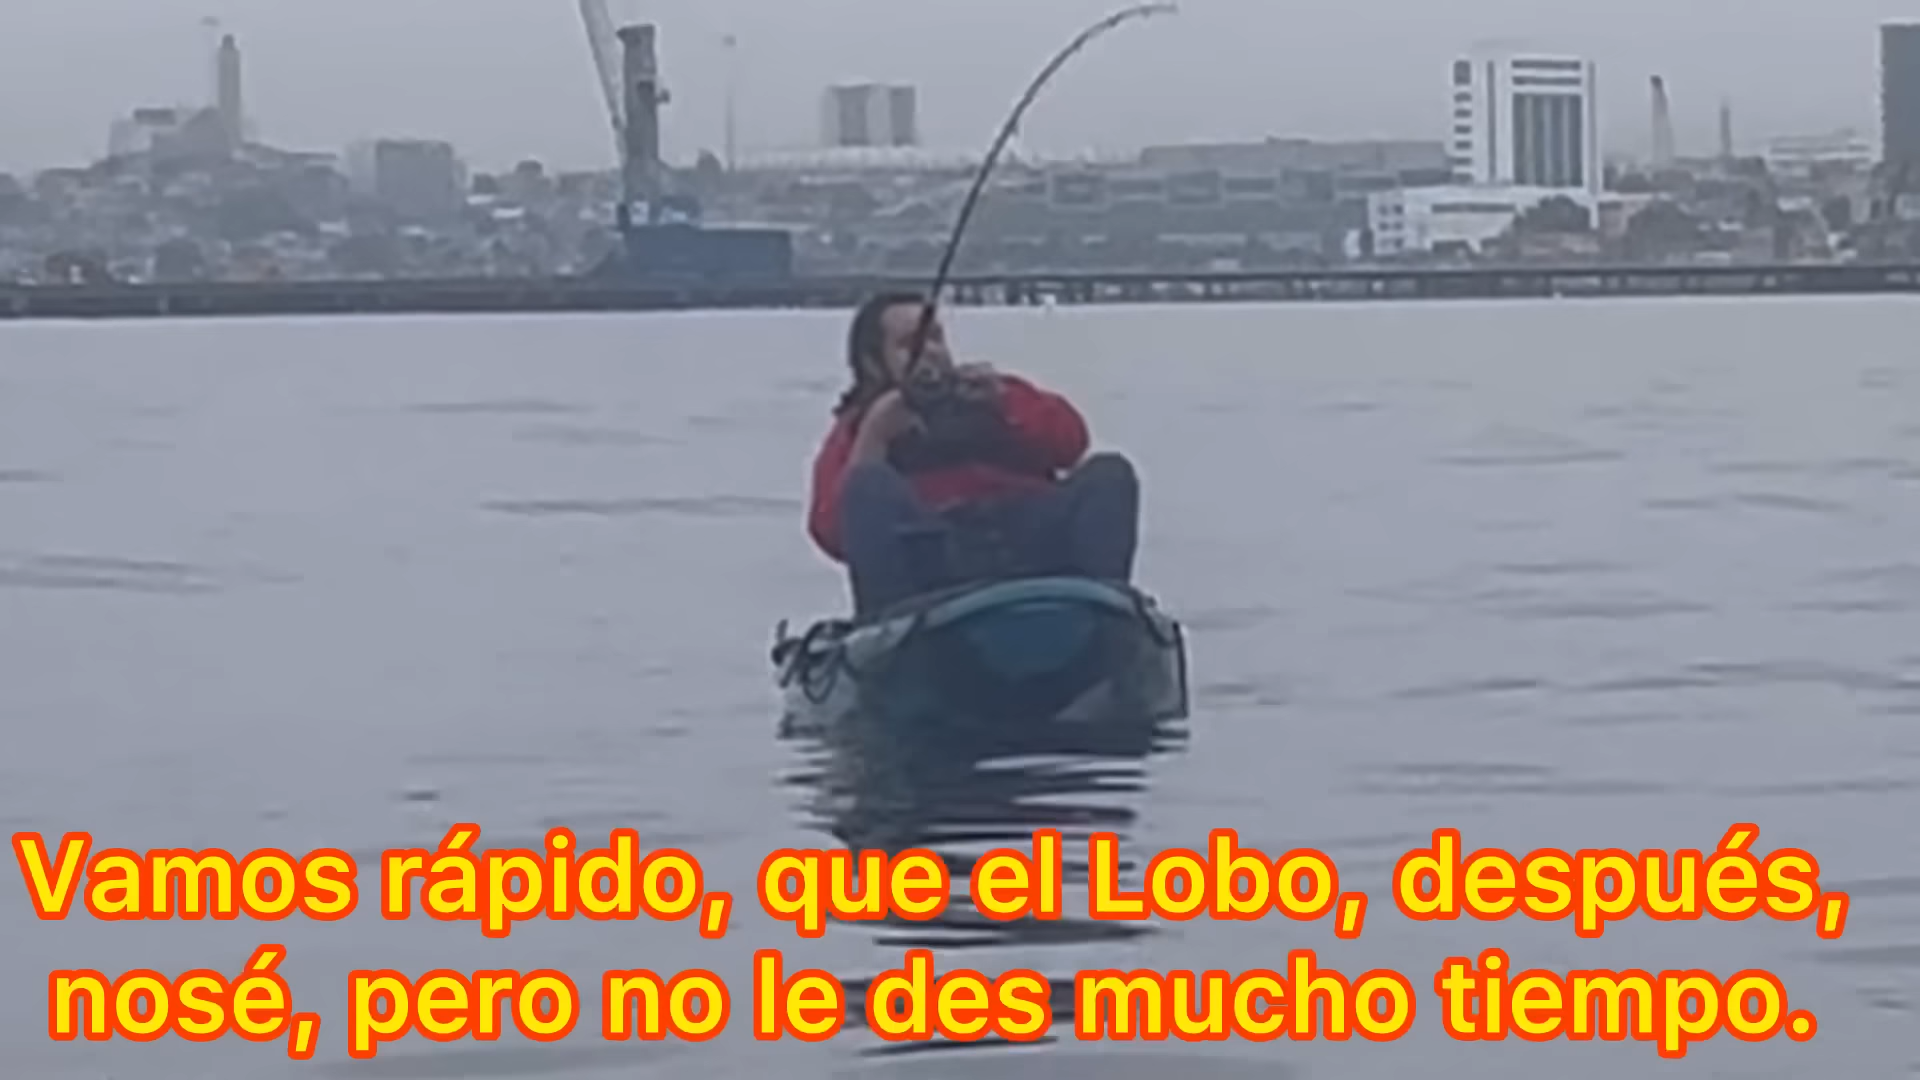 Vamos rápido, que el Lobo, después,
nosé, pero no le des mucho tiempo.